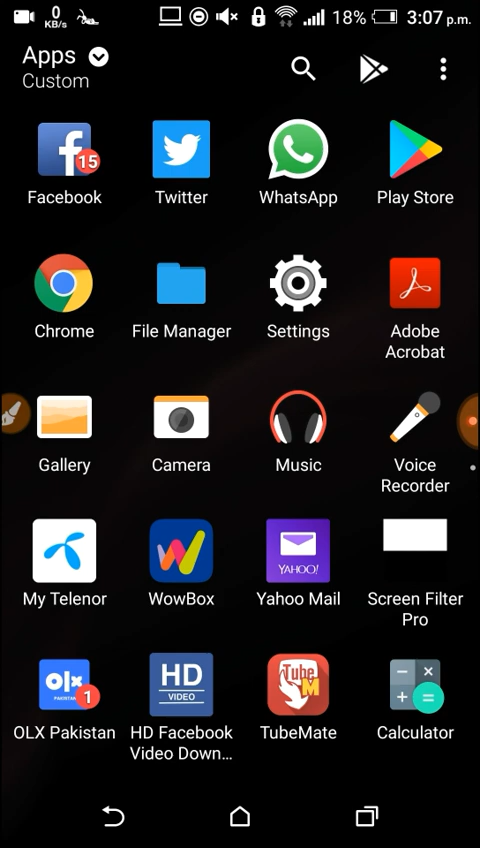 0
KB/s
18%
3:07 p.m.
Apps
Custom
15
Facebook
Twitter
WhatsApp
Play Store
Chrome
File Manager
Settings
Adobe
Acrobat
Gallery
Camera
Music
Voice
Recorder
YAHOO!
My Telenor
WowBox
Yahoo Mail
Screen Filter
Pro
olx
PAKISTAN
1
HD
VIDEO
Tube
M
OLX Pakistan
HD Facebook
Video Down...
TubeMate
Calculator